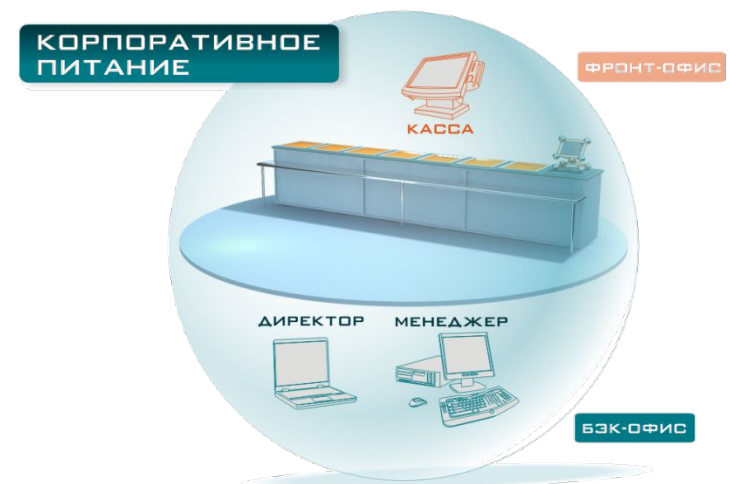 КОРПОРАТИВНОЕ
ПИТАНИЕ
ФРОНТ-ОФИС
КАССА
ДИРЕКТОР
МЕНЕДЖЕР
БЭК-ОФИС